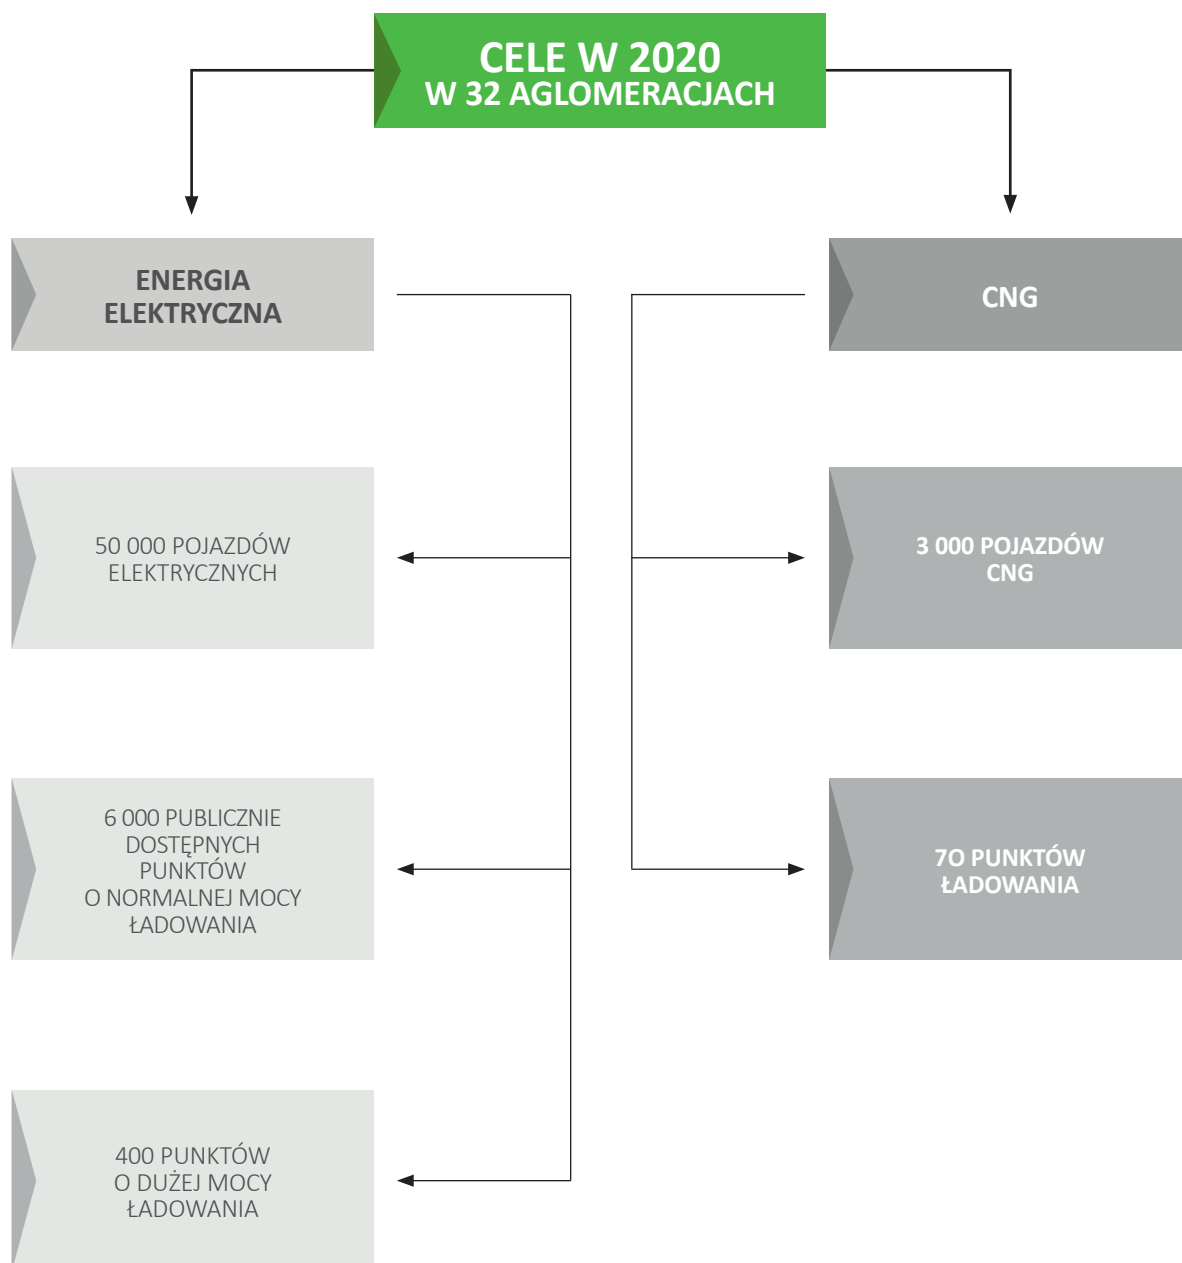 CELE W 2020
W 32 AGLOMERACJACH
ENERGIA
ELEKTRYCZNA
CNG
50 000 POJAZDÓW
ELEKTRYCZNYCH
3 000 POJAZDÓW
CNG
6 000 PUBLICZNIE
DOSTĘPNYCH
PUNKTÓW
O NORMALNEJ MOCY
ŁADOWANIA
7O PUNKTÓW
ŁADOWANIA
400 PUNKTÓW
O DUŻEJ MOCY
ŁADOWANIA